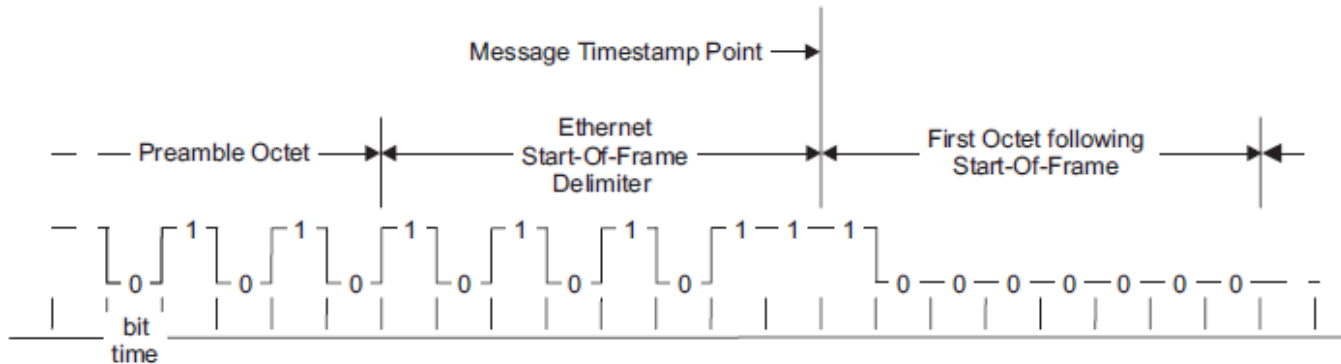 Message Timestamp Point
Preamble Octet
Ethernet
Start-Of-Frame
Delimiter
First Octet following
Start-Of-Frame
1 1 1 1 1 1 1 1
0 0 0 0 0 0 0 0 0 0 0 0 0
bit
time